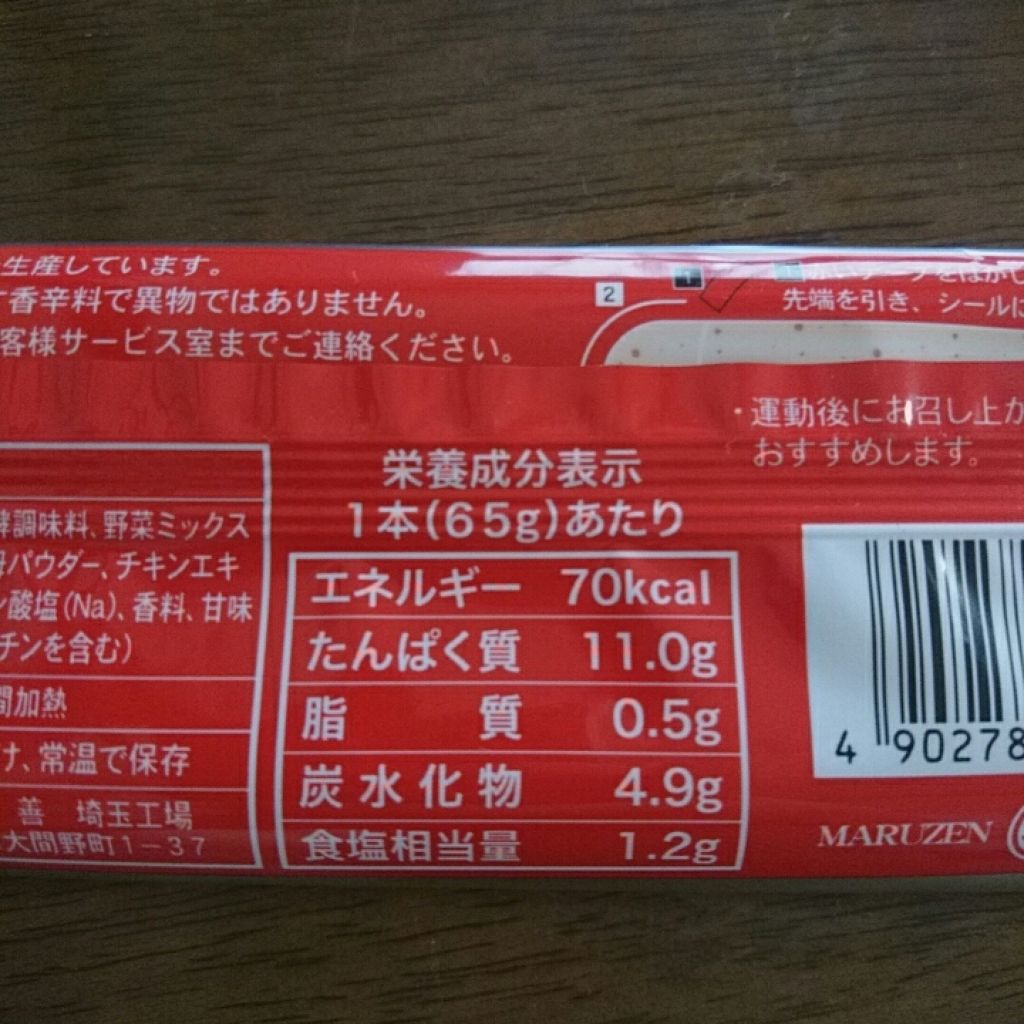 生産しています。
す香辛料で異物ではありません。
客様サービス室までご連絡ください。
2
1
先端を引き、シールに
・運動後にお召し上が
おすすめします。
調味料、野菜ミックス
パウダー、チキンエキ
酸塩(Na)、香料、甘味
チンを含む)
間加熱
け、常温で保存
善 埼玉工場
大間野町1-37
栄養成分表示
1本(65g)あたり
エネルギー 70kcal
たんぱく質 11.0g
脂質 0.5g
炭水化物 4.9g
食塩相当量 1.2g
4 90278
MARUZEN